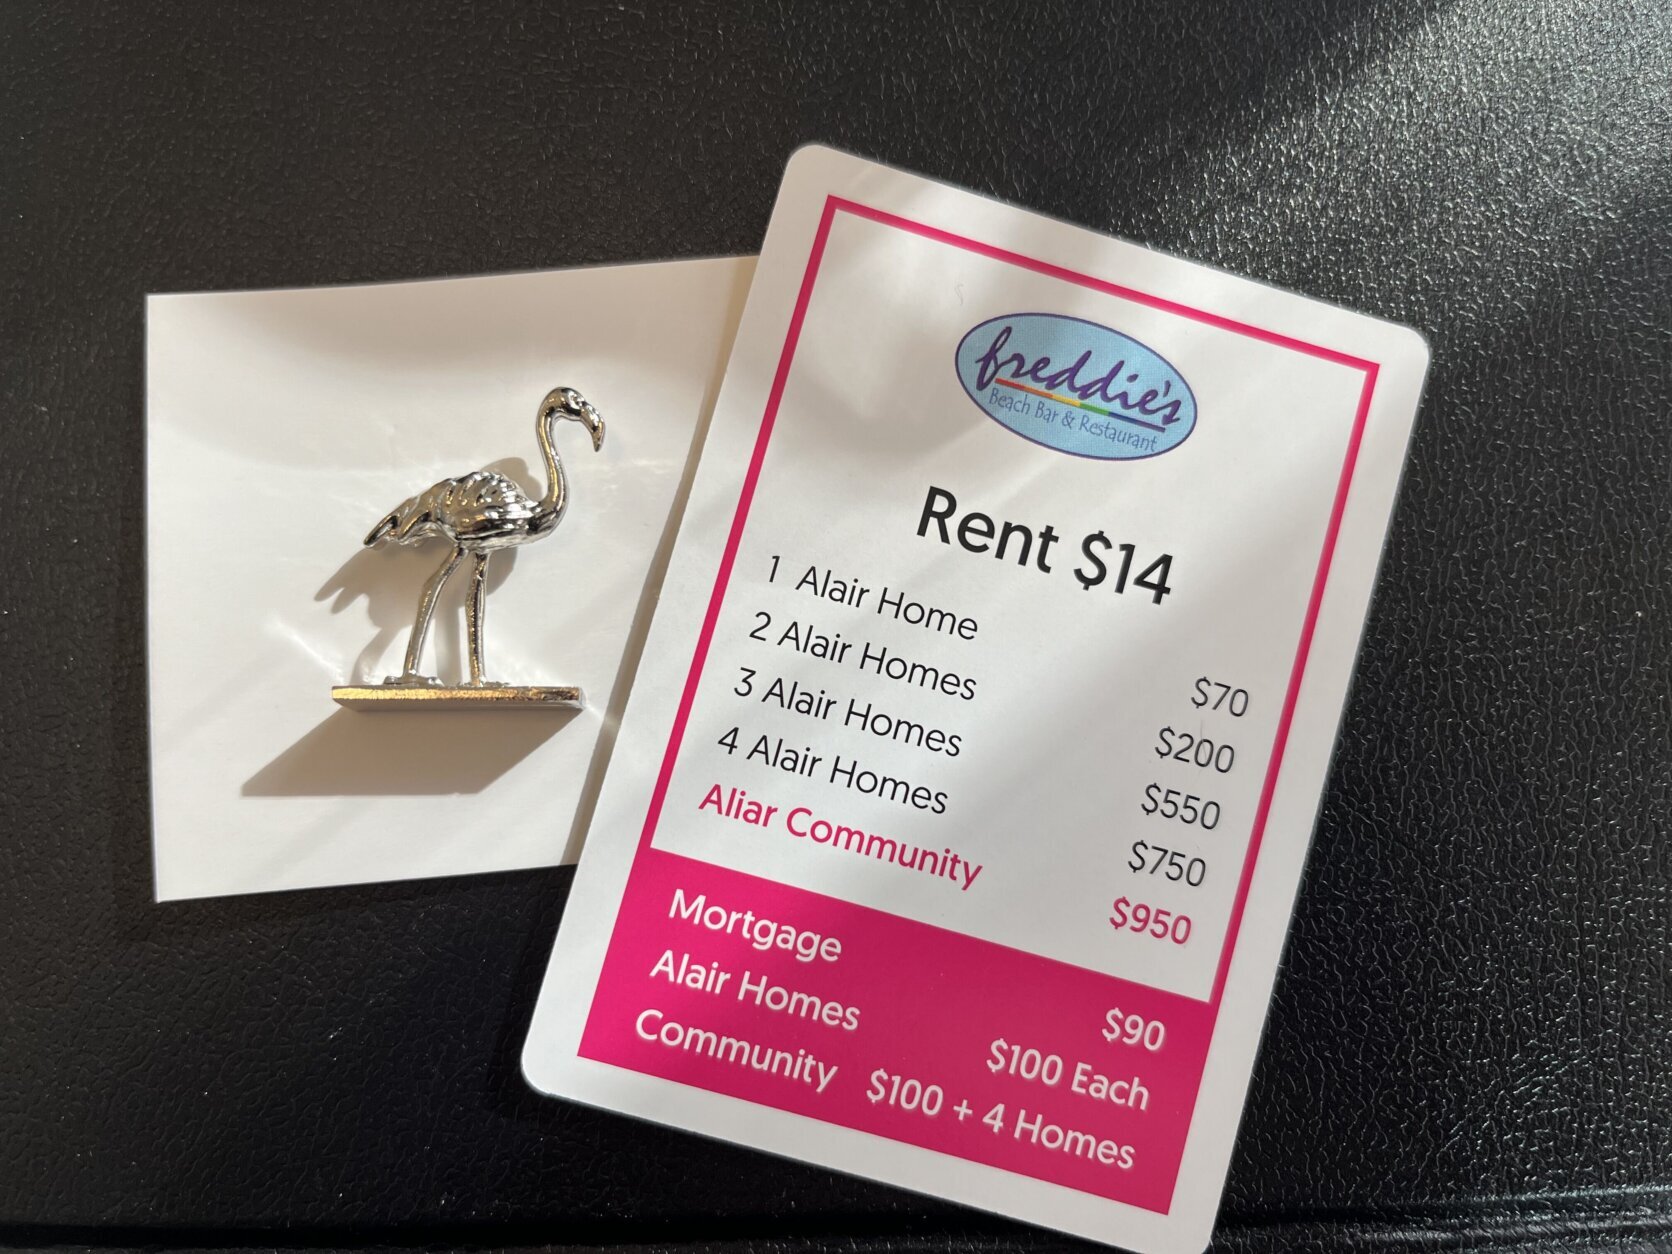 freddie's
Beach Bar & Restaurant
Rent $14
1 Alair Home $70
2 Alair Homes $200
3 Alair Homes $550
4 Alair Homes $750
Aliar Community $950
Mortgage $90
Alair Homes $100 Each
Community $100 + 4 Homes